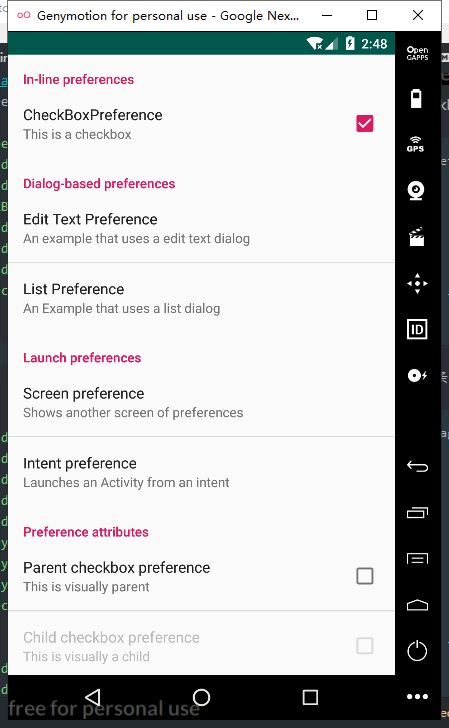 Genymotion for personal use - Google Nex...
2:48
In-line preferences
CheckBoxPreference
This is a checkbox
Dialog-based preferences
Edit Text Preference
An example that uses a edit text dialog
List Preference
An Example that uses a list dialog
Launch preferences
Screen preference
Shows another screen of preferences
Intent preference
Launches an Activity from an intent
Preference attributes
Parent checkbox preference
This is visually parent
Child checkbox preference
This is visually a child
free for personal use
Open
GAPPS
GPS
ID